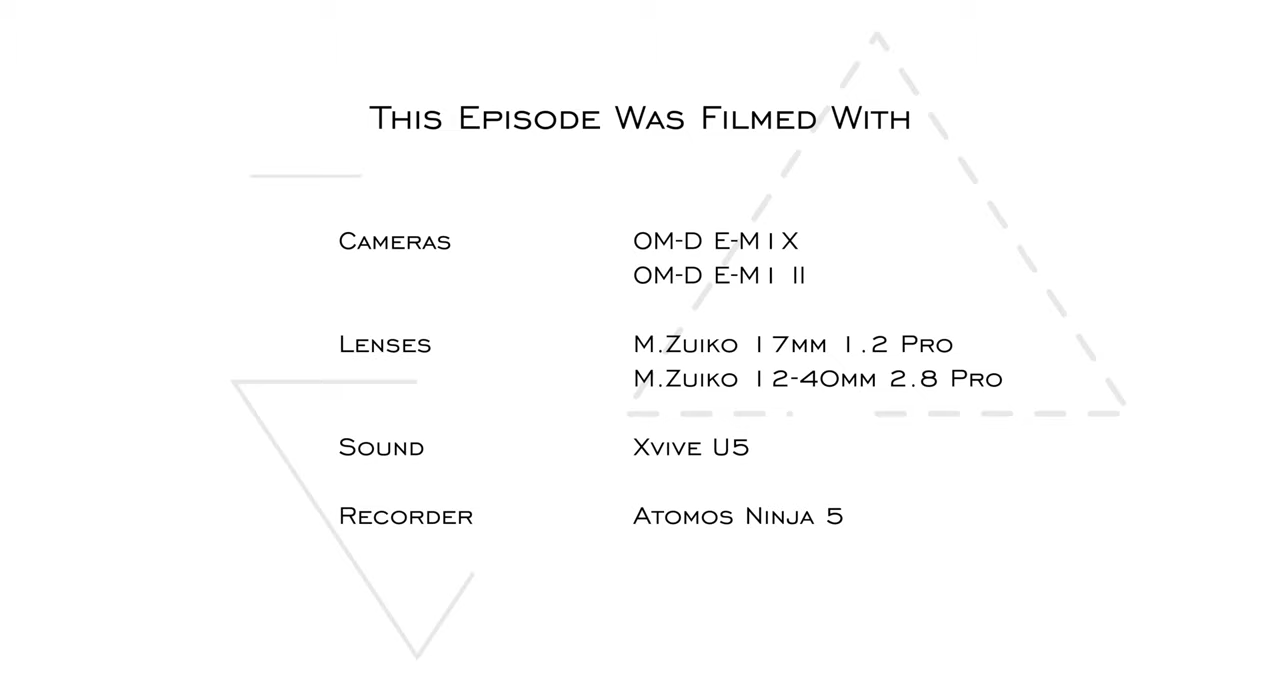 This Episode Was Filmed With
Cameras OM-D E-M1X
OM-D E-M1 II
Lenses M.Zuiko 17mm 1.2 Pro
M.Zuiko 12-40mm 2.8 Pro
Sound Xvive U5
Recorder Atomos Ninja 5